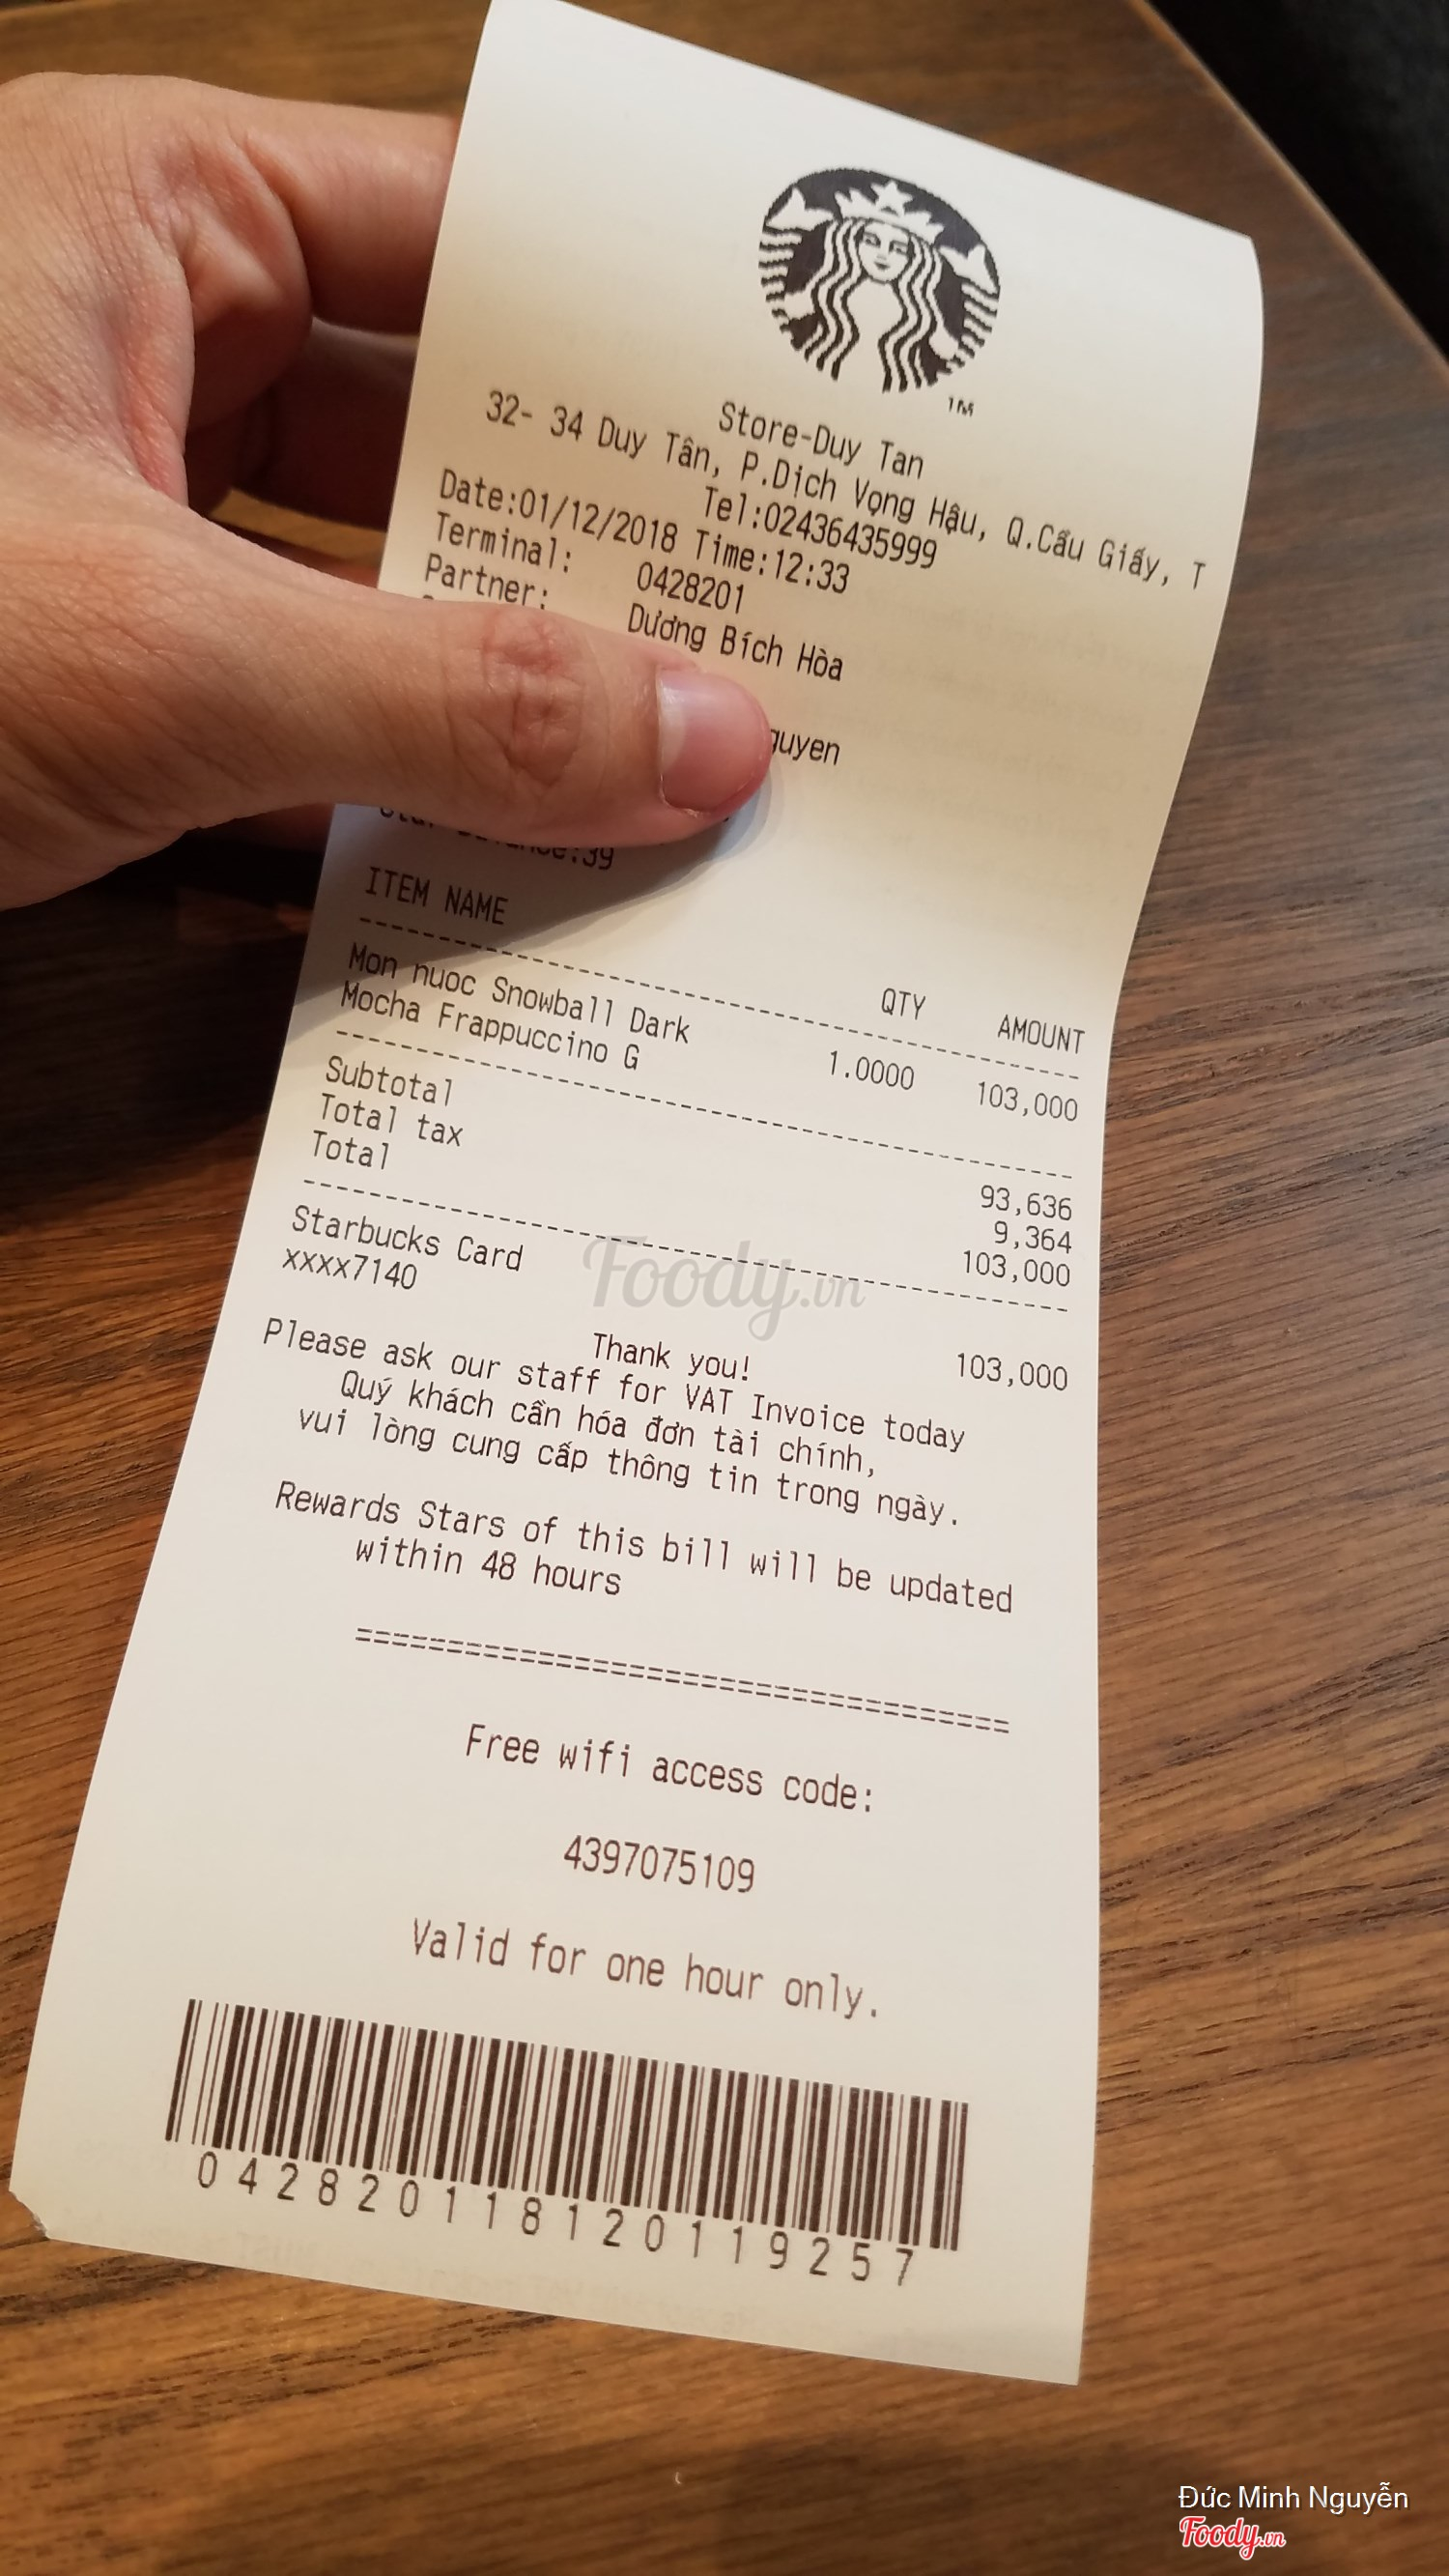 TM
Store-Duy Tan
32- 34 Duy Tân, P.Dịch Vọng Hậu, Q.Cầu Giấy, T
Tel:02436435999
Date:01/12/2018 Time:12:33
Terminal: 0428201
Partner: Dương Bích Hòa
guyen
:39
ITEM NAME QTY AMOUNT
Mon nuoc Snowball Dark 1.0000 103,000
Mocha Frappuccino G
Subtotal 93,636
Total tax 9,364
Total 103,000
Starbucks Card 103,000
xxxx7140
Thank you!
Please ask our staff for VAT Invoice today
Quý khách cần hóa đơn tài chính,
vui lòng cung cấp thông tin trong ngày.
Rewards Stars of this bill will be updated
within 48 hours
Free wifi access code:
4397075109
Valid for one hour only.
04282011812011925 7
Foody.vn
Đức Minh Nguyễn
Foody.vn